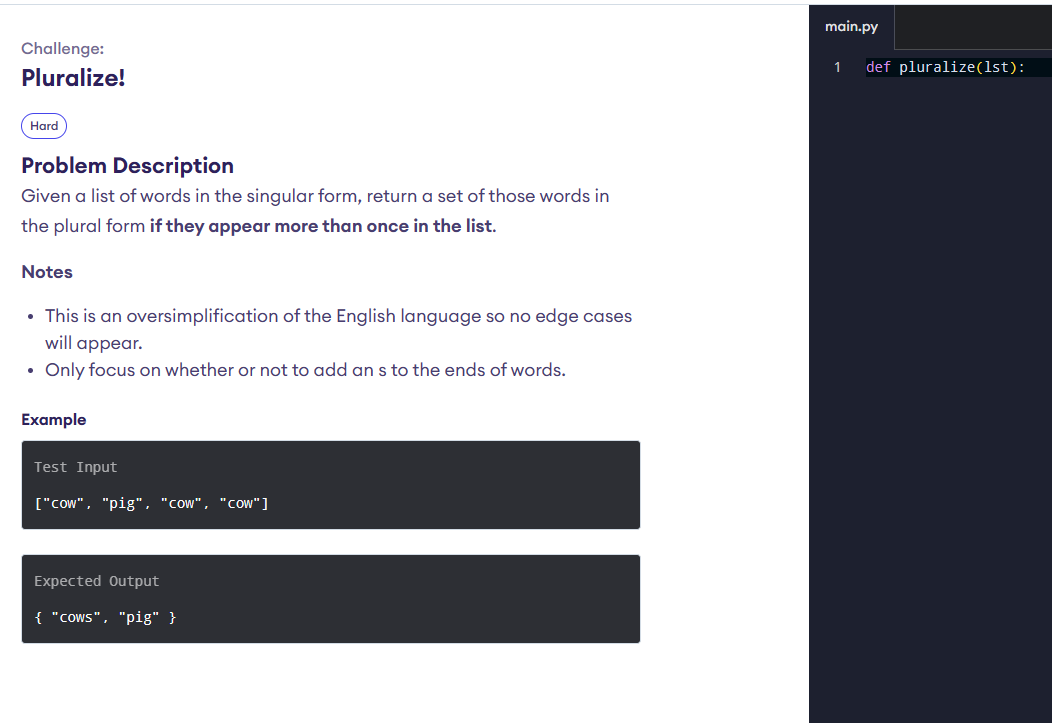 Challenge:
Pluralize!
Hard
Problem Description
Given a list of words in the singular form, return a set of those words in
the plural form if they appear more than once in the list.
Notes
• This is an oversimplification of the English language so no edge cases
will appear.
• Only focus on whether or not to add an s to the ends of words.
Example
Test Input
["cow", "pig", "cow", "cow"]
Expected Output
{ "cows", "pig" }
main.py
1 def pluralize(lst):